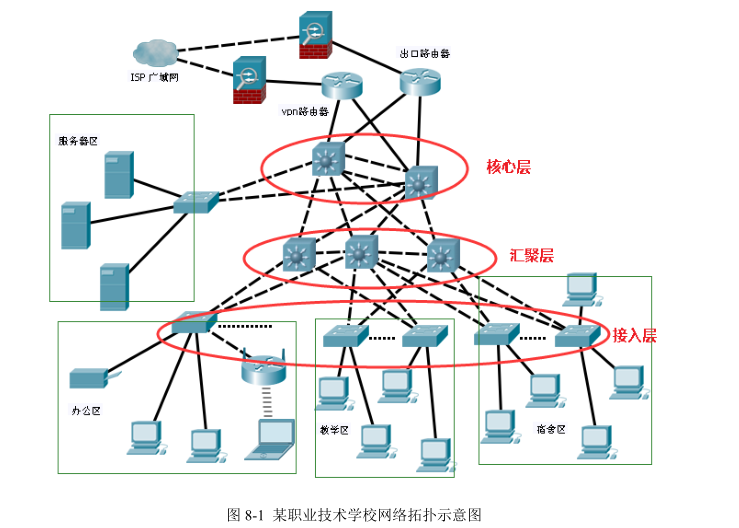 出口路由器
ISP 广域网
vpn路由器
服务器区
核心层
汇聚层
接入层
办公区
教学区
宿舍区
图 8-1 某职业技术学校网络拓扑示意图